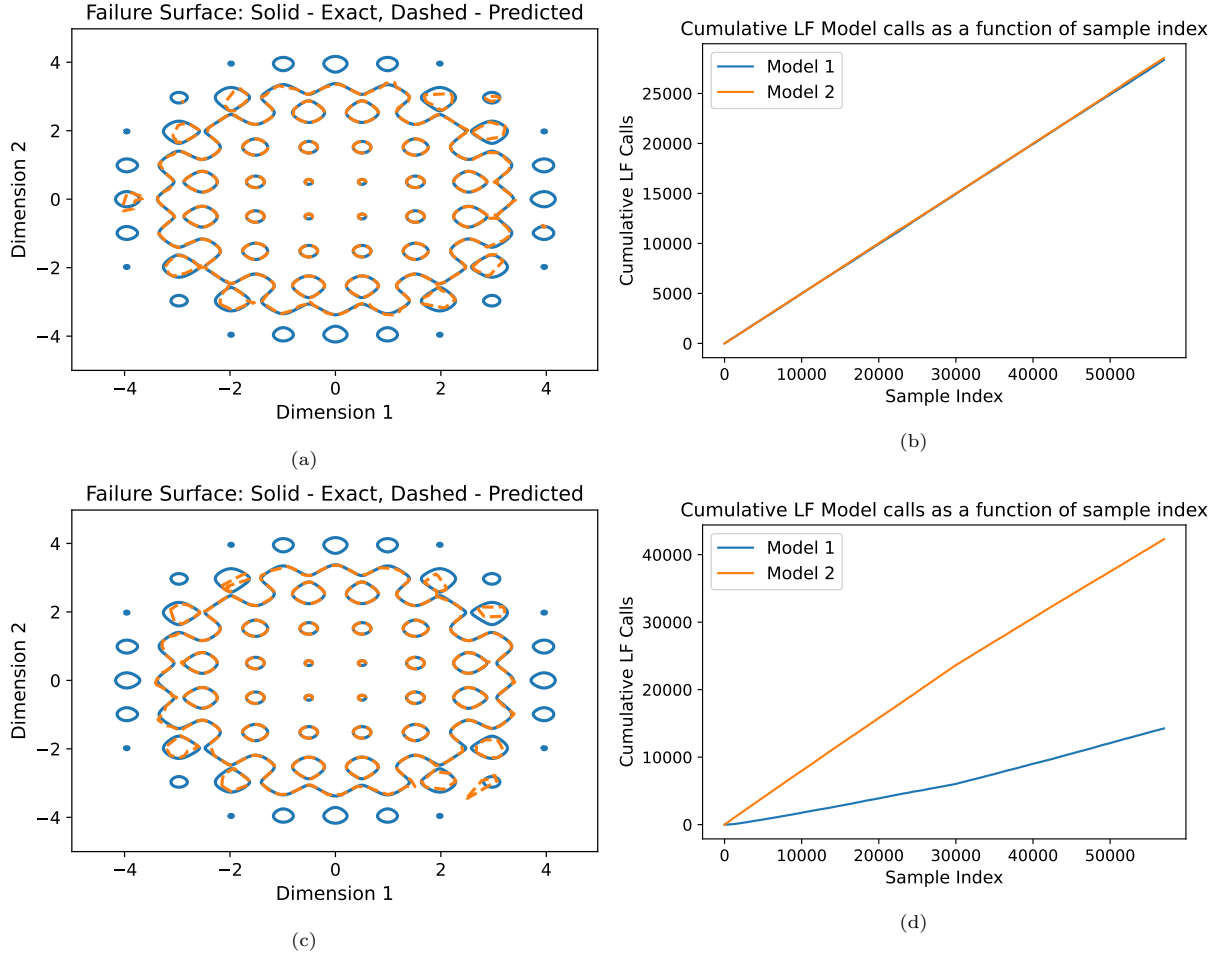 Failure Surface: Solid - Exact, Dashed - Predicted
4
2
0
−2
−4
Dimension 2
−4 −2 0 2 4
Dimension 1
(a)
Cumulative LF Model calls as a function of sample index
Model 1
Model 2
25000
20000
15000
10000
5000
0
Cumulative LF Calls
0 10000 20000 30000 40000 50000
Sample Index
(b)
Failure Surface: Solid - Exact, Dashed - Predicted
4
2
0
−2
−4
Dimension 2
−4 −2 0 2 4
Dimension 1
(c)
Cumulative LF Model calls as a function of sample index
Model 1
Model 2
40000
30000
20000
10000
0
Cumulative LF Calls
0 10000 20000 30000 40000 50000
Sample Index
(d)